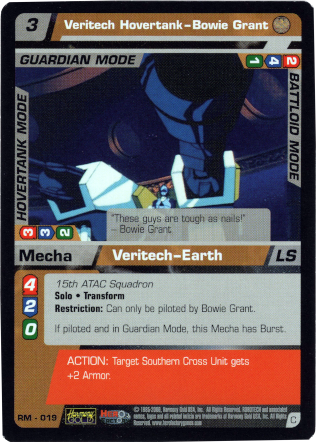 3
Veritech Hovertank-Bowie Grant
GUARDIAN MODE
1 4 2
HOVERTANK MODE
BATTLOID MODE
"These guys are tough as nails!"
– Bowie Grant
3 3 2
Mecha
Veritech-Earth
LS
4
2
0
15th ATAC Squadron
Solo • Transform
Restriction: Can only be piloted by Bowie Grant.
If piloted and in Guardian Mode, this Mecha has Burst.
ACTION: Target Southern Cross Unit gets
+2 Armor.
RM - 019
Harmony
GOLD
C